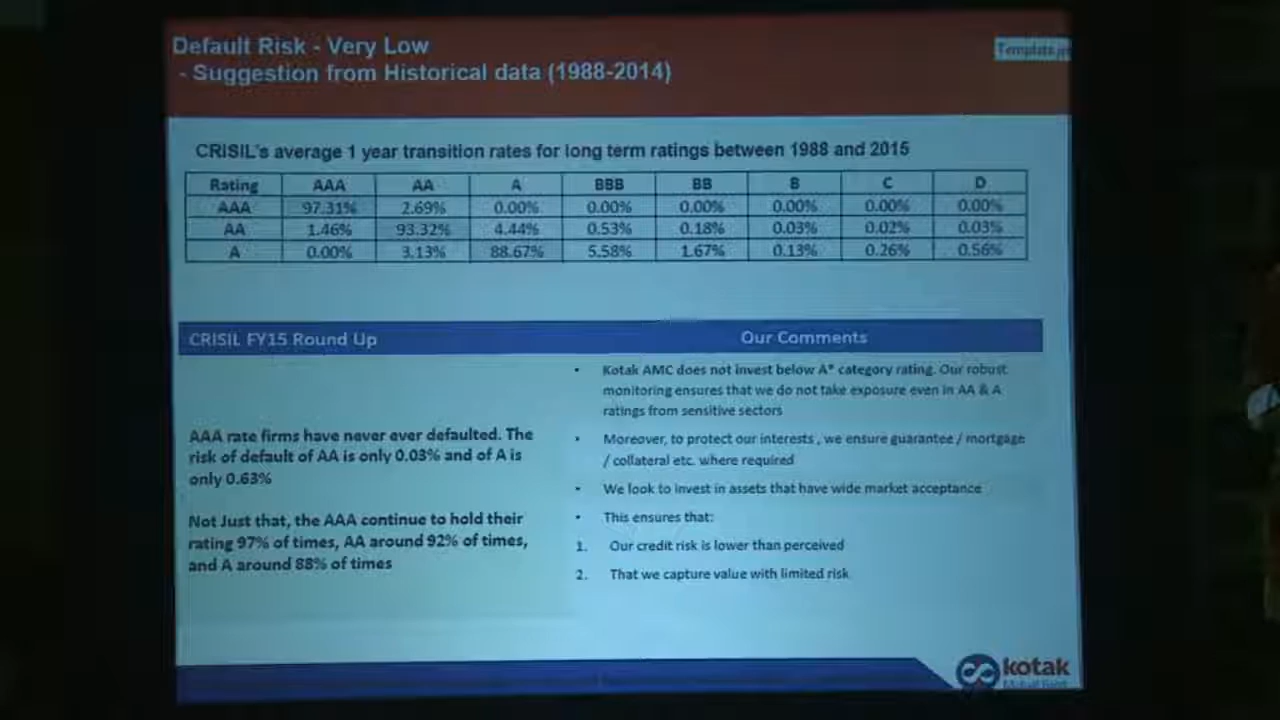 Default Risk - Very Low
- Suggestion from Historical data (1988-2014)
CRISIL's average 1 year transition rates for long term ratings between 1988 and 2015
Rating AAA AA A BBB BB B C D
AAA 97.31% 2.69% 0.00% 0.00% 0.00% 0.00% 0.00% 0.00%
AA 1.46% 93.32% 4.44% 0.53% 0.18% 0.03% 0.02% 0.03%
A 0.00% 3.13% 88.67% 5.58% 1.67% 0.13% 0.26% 0.56%
CRISIL FY15 Round Up
AAA rate firms have never ever defaulted. The
risk of default of AA is only 0.03% and of A is
only 0.63%
Not Just that, the AAA continue to hold their
rating 97% of times, AA around 92% of times,
and A around 88% of times
Our Comments
• Kotak AMC does not invest below A* category rating. Our robust
monitoring ensures that we do not take exposure even in AA & A
ratings from sensitive sectors
• Moreover, to protect our interests , we ensure guarantee / mortgage
/ collateral etc. where required
• We look to invest in assets that have wide market acceptance
• This ensures that:
1. Our credit risk is lower than perceived
2. That we capture value with limited risk
kotak
Mutual Fund